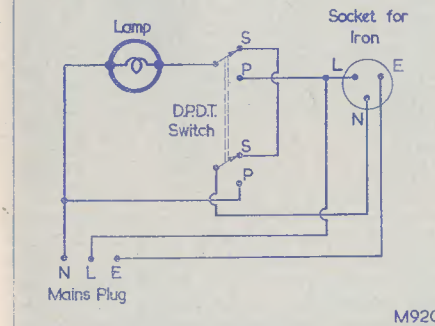 Socket for
Iron
Lamp
S
L
E
P
N
D.P.D.T.
Switch
S
P
N L E
Mains Plug
M920